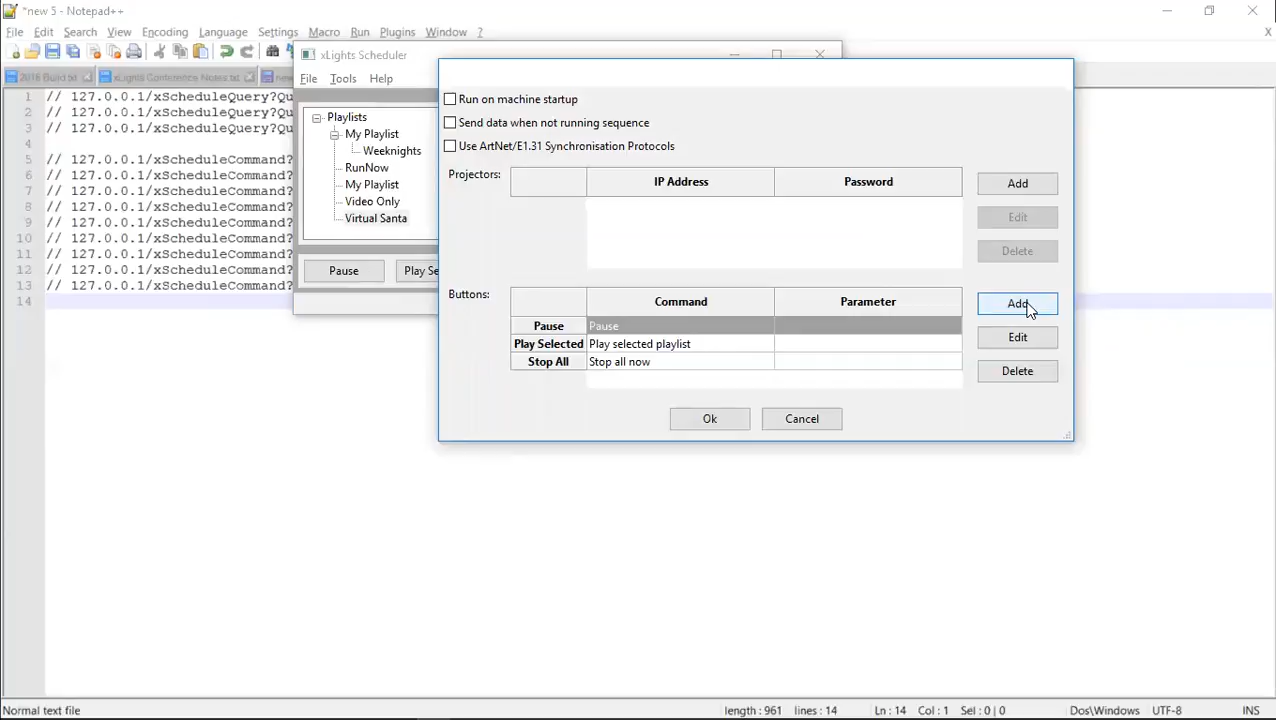 *new 5 - Notepad++
File Edit Search View Encoding Language Settings Macro Run Plugins Window ?
X
2016 Build.txt xLights Conference Notes.txt new
1 // 127.0.0.1/xScheduleQuery?Qu
2 // 127.0.0.1/xScheduleQuery?Qu
3 // 127.0.0.1/xScheduleQuery?Qu
4
5 // 127.0.0.1/xScheduleCommand?
6 // 127.0.0.1/xScheduleCommand?
7 // 127.0.0.1/xScheduleCommand?
8 // 127.0.0.1/xScheduleCommand?
9 // 127.0.0.1/xScheduleCommand?
10 // 127.0.0.1/xScheduleCommand?
11 // 127.0.0.1/xScheduleCommand?
12 // 127.0.0.1/xScheduleCommand?
13 // 127.0.0.1/xScheduleCommand?
14
xLights Scheduler
File Tools Help
Playlists
My Playlist
Weeknights
RunNow
My Playlist
Video Only
Virtual Santa
Pause Play Se
Run on machine startup
Send data when not running sequence
Use ArtNet/E1.31 Synchronisation Protocols
Projectors: IP Address Password Add
Edit
Delete
Buttons: Command Parameter Add
Pause Pause
Edit
Play Selected Play selected playlist
Stop All Stop all now
Delete
Ok Cancel
Normal text file length : 961 lines : 14 Ln : 14 Col : 1 Sel : 0 | 0 Dos\Windows UTF-8 INS